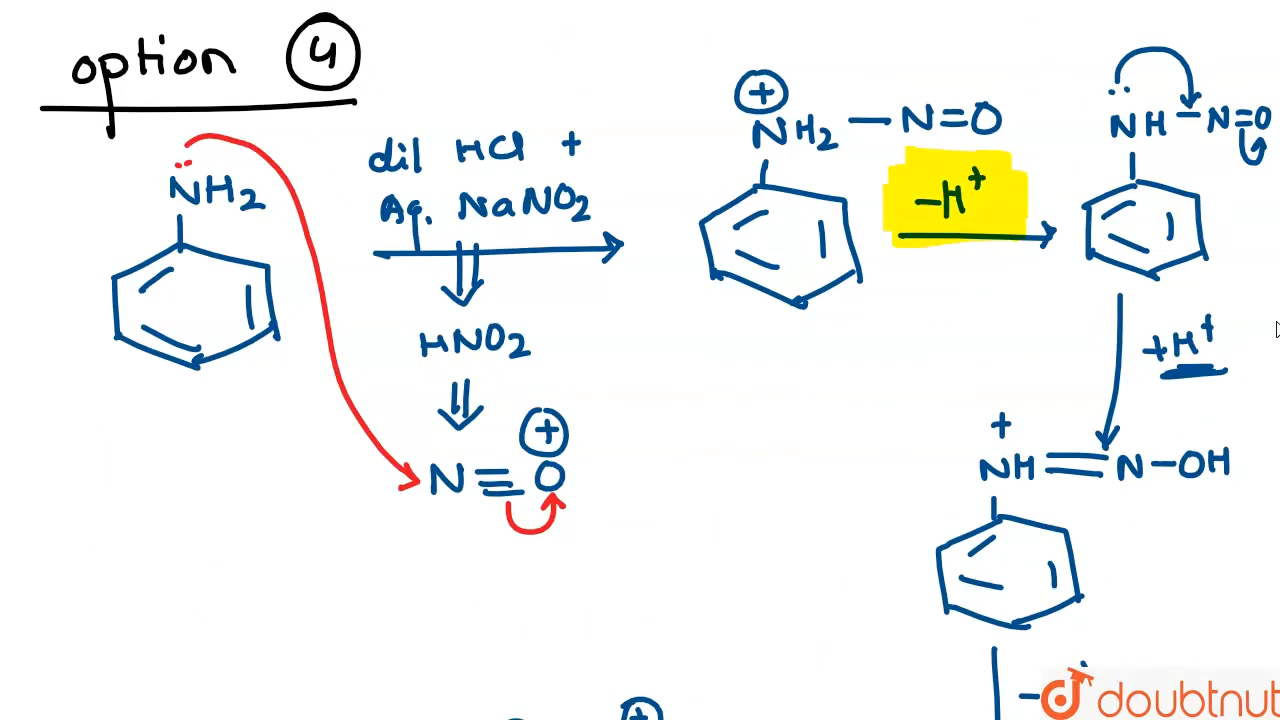 option 4
NH2
dil HCl +
Aq. NaNO2
HNO2
N≡O
+
+
NH2—N=O
-H+
NH—N=O
+H+
+
NH=N-OH
-
+
doubtnut